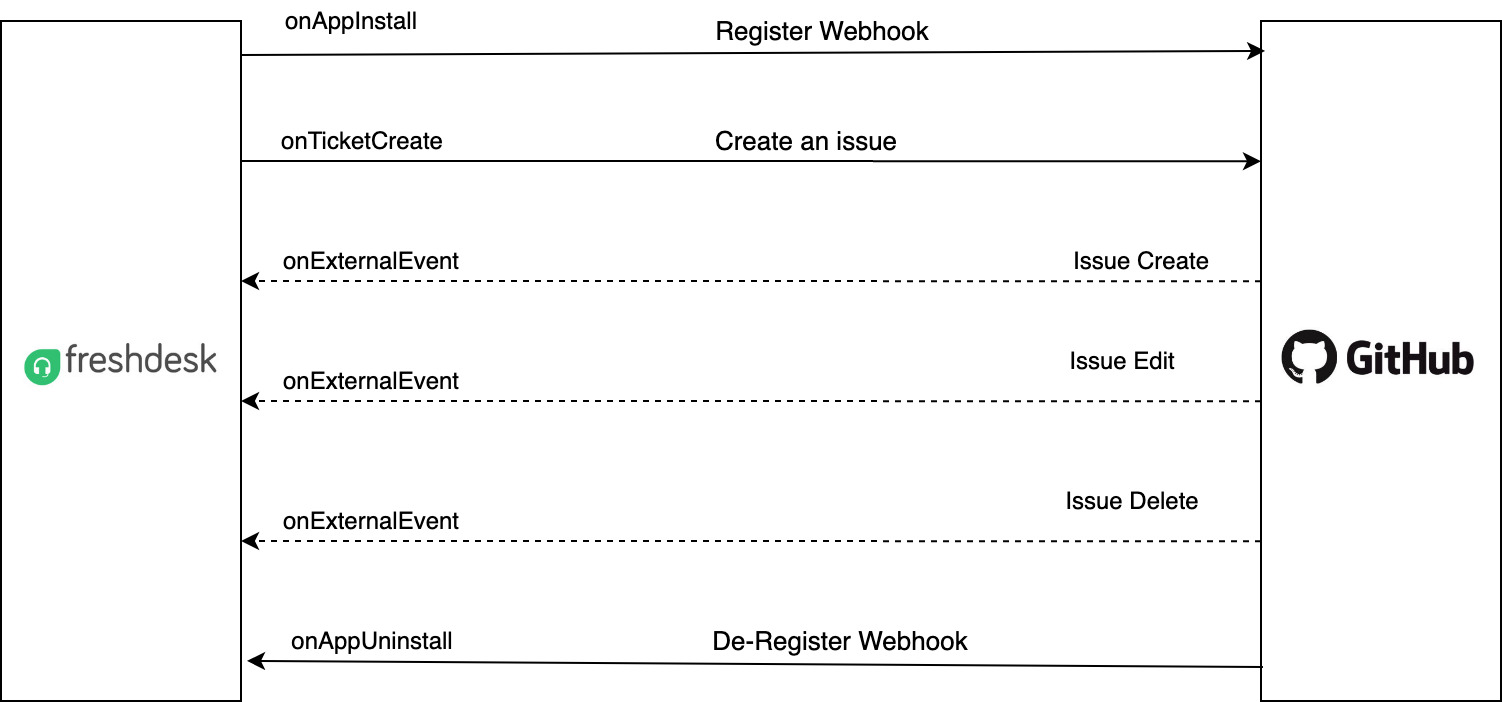 onAppInstall
Register Webhook
onTicketCreate
Create an issue
onExternalEvent
Issue Create
freshdesk
GitHub
onExternalEvent
Issue Edit
onExternalEvent
Issue Delete
onAppUninstall
De-Register Webhook